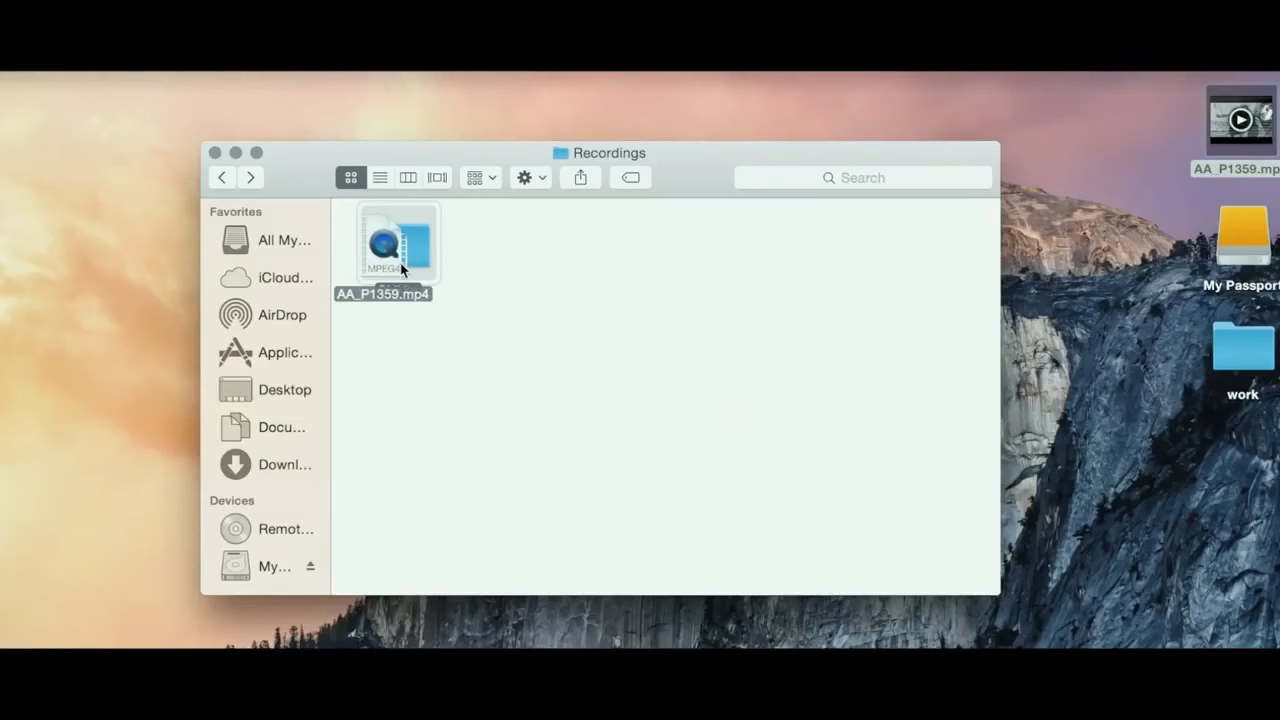 Recordings
Search
Favorites
All My...
iCloud...
AirDrop
Applic...
Desktop
Docu...
Downl...
Devices
Remot...
My...
MPEG4
AA_P1359.mp4
AA_P1359.mp
My Passport
work